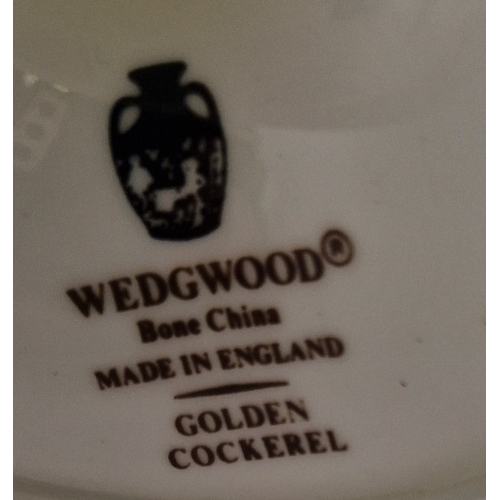 WEDGWOOD®
Bone China
MADE IN ENGLAND
GOLDEN
COCKEREL